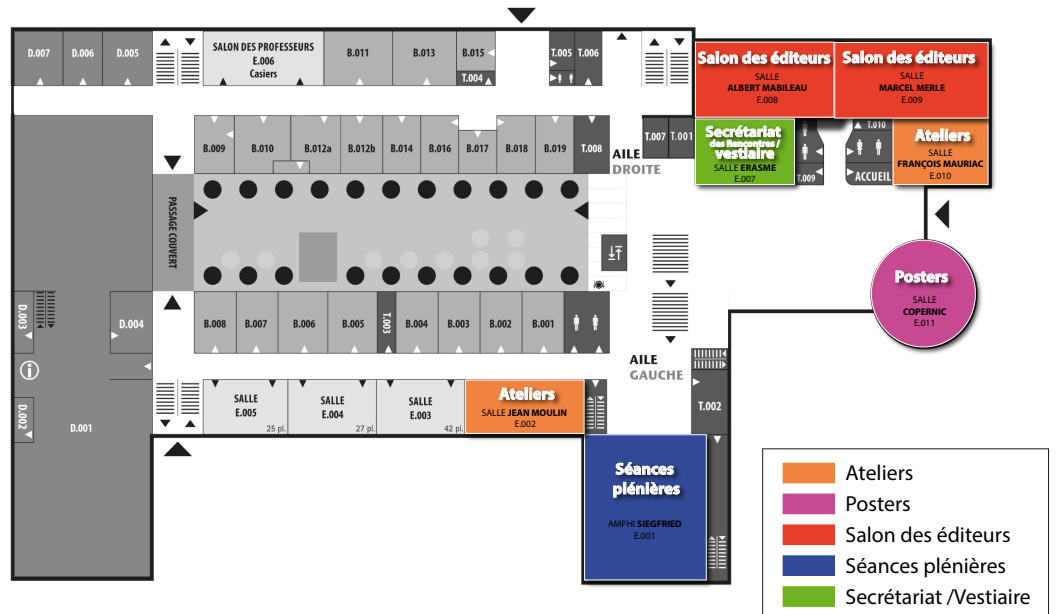 D.007
D.006
D.005
SALON DES PROFESSEURS
E.006
Casiers
B.011
B.013
B.015
T.004
T.005
T.006
Salon des éditeurs
SALLE
ALBERT MABILEAU
E.008
Salon des éditeurs
SALLE
MARCEL MERLE
E.009
B.009
B.010
B.012a
B.012b
B.014
B.016
B.017
B.018
B.019
T.008
T.007
T.001
AILE
DROITE
Secrétariat
des Rencontres /
vestiaire
SALLE ERASME
E.007
T.009
T.010
ACCUEIL
Ateliers
SALLE
FRANÇOIS MAURIAC
E.010
PASSAGE COUVERT
Posters
SALLE
COPERNIC
E.011
D.003
D.004
B.008
B.007
B.006
B.005
T.003
B.004
B.003
B.002
B.001
AILE
GAUCHE
D.002
D.001
SALLE
E.005
25 pl.
SALLE
E.004
27 pl.
SALLE
E.003
42 pl.
Ateliers
SALLE JEAN MOULIN
E.002
T.002
Séances
plénières
AMPHI SIEGFRIED
E.001
Ateliers
Posters
Salon des éditeurs
Séances plénières
Secrétariat /Vestiaire